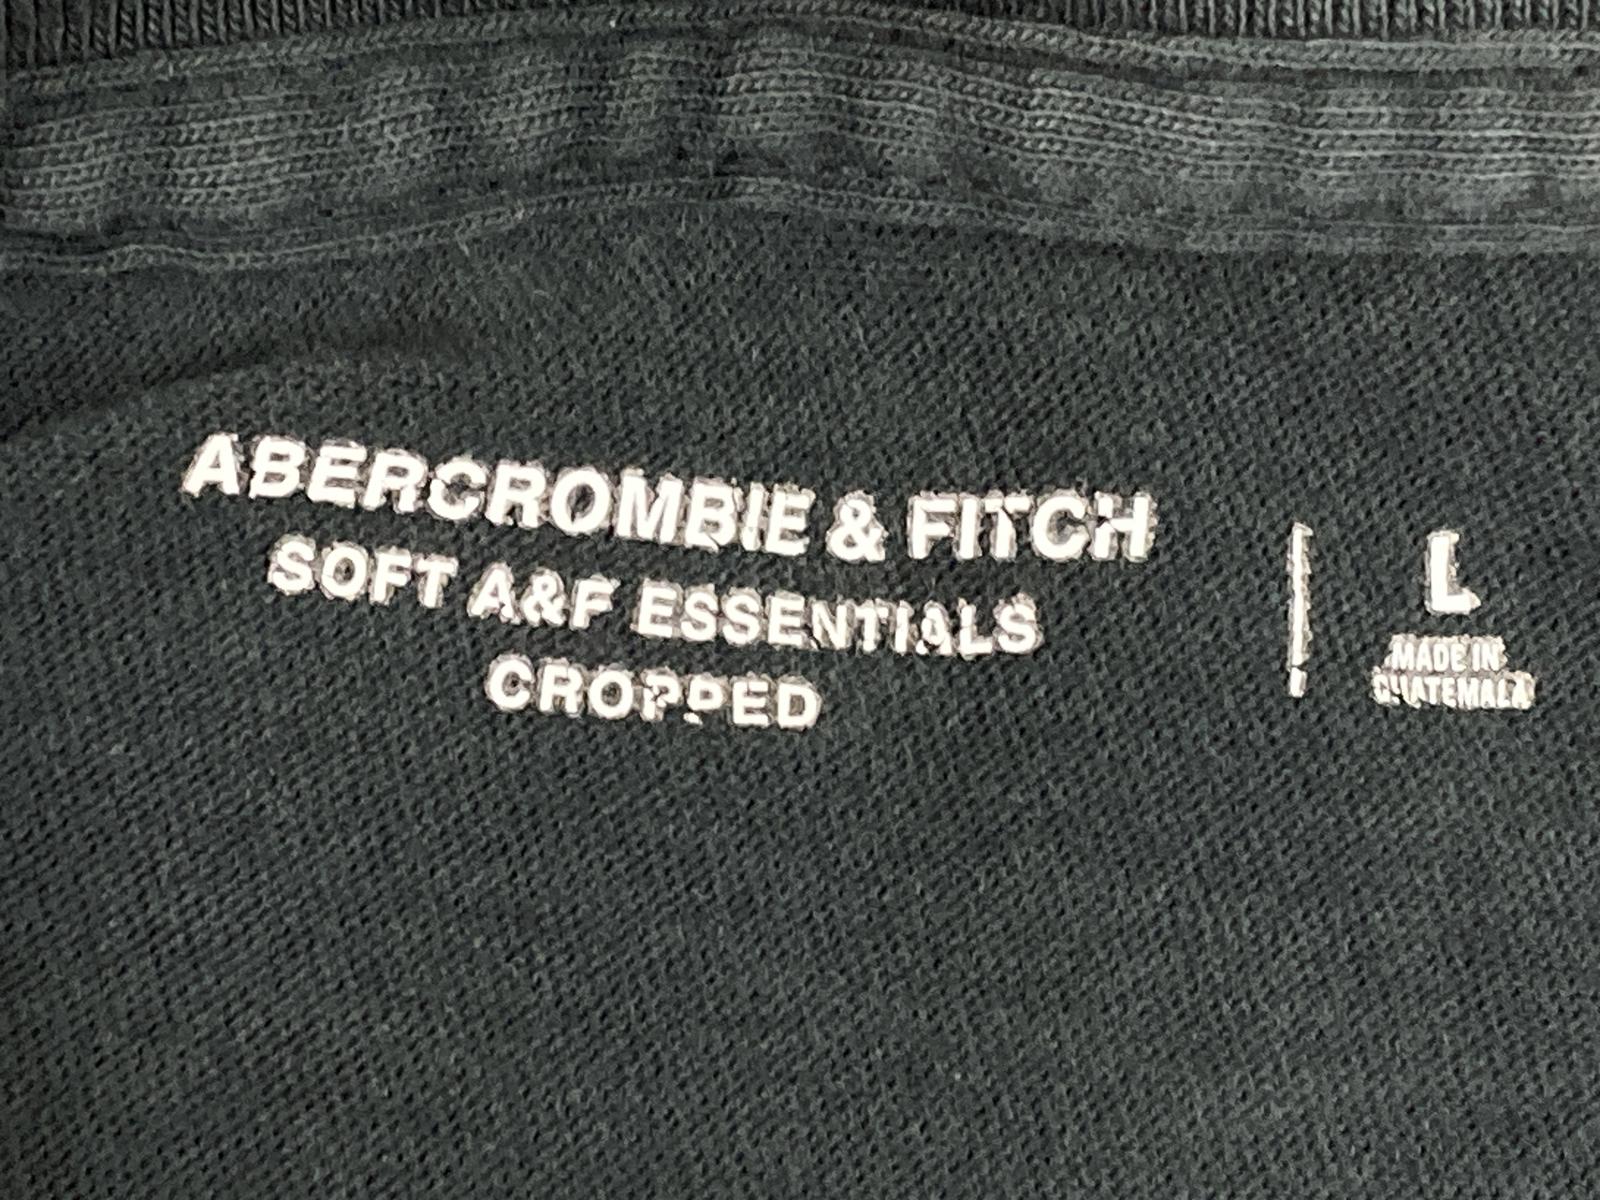 ABERCROMBIE & FITCH
SOFT A&F ESSENTIALS
CROPPED
L
MADE IN
GUATEMALA